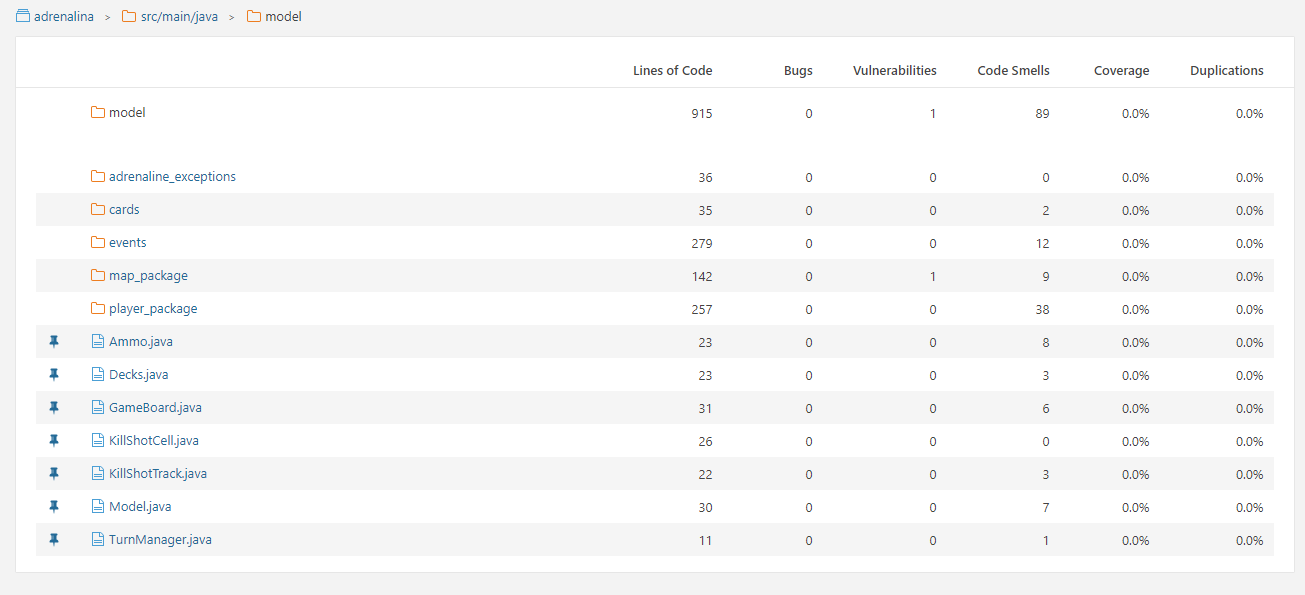 adrenalina > src/main/java > model
Lines of Code Bugs Vulnerabilities Code Smells Coverage Duplications
model 915 0 1 89 0.0% 0.0%
adrenaline_exceptions 36 0 0 0 0.0% 0.0%
cards 35 0 0 2 0.0% 0.0%
events 279 0 0 12 0.0% 0.0%
map_package 142 0 1 9 0.0% 0.0%
player_package 257 0 0 38 0.0% 0.0%
Ammo.java 23 0 0 8 0.0% 0.0%
Decks.java 23 0 0 3 0.0% 0.0%
GameBoard.java 31 0 0 6 0.0% 0.0%
KillShotCell.java 26 0 0 0 0.0% 0.0%
KillShotTrack.java 22 0 0 3 0.0% 0.0%
Model.java 30 0 0 7 0.0% 0.0%
TurnManager.java 11 0 0 1 0.0% 0.0%